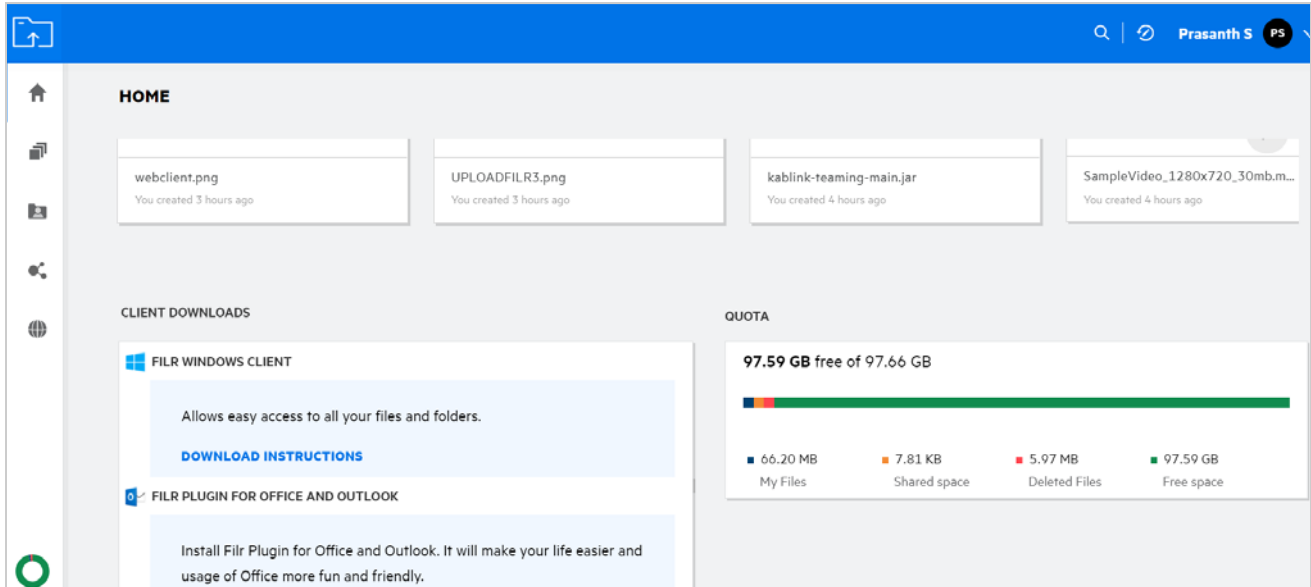 Prasanth S PS
HOME
webclient.png
You created 3 hours ago
UPLOADFILR3.png
You created 3 hours ago
kablink-teaming-main.jar
You created 4 hours ago
SampleVideo_1280x720_30mb.m...
You created 4 hours ago
CLIENT DOWNLOADS
FILR WINDOWS CLIENT
Allows easy access to all your files and folders.
DOWNLOAD INSTRUCTIONS
FILR PLUGIN FOR OFFICE AND OUTLOOK
Install Filr Plugin for Office and Outlook. It will make your life easier and
usage of Office more fun and friendly.
QUOTA
97.59 GB free of 97.66 GB
66.20 MB
My Files
7.81 KB
Shared space
5.97 MB
Deleted Files
97.59 GB
Free space